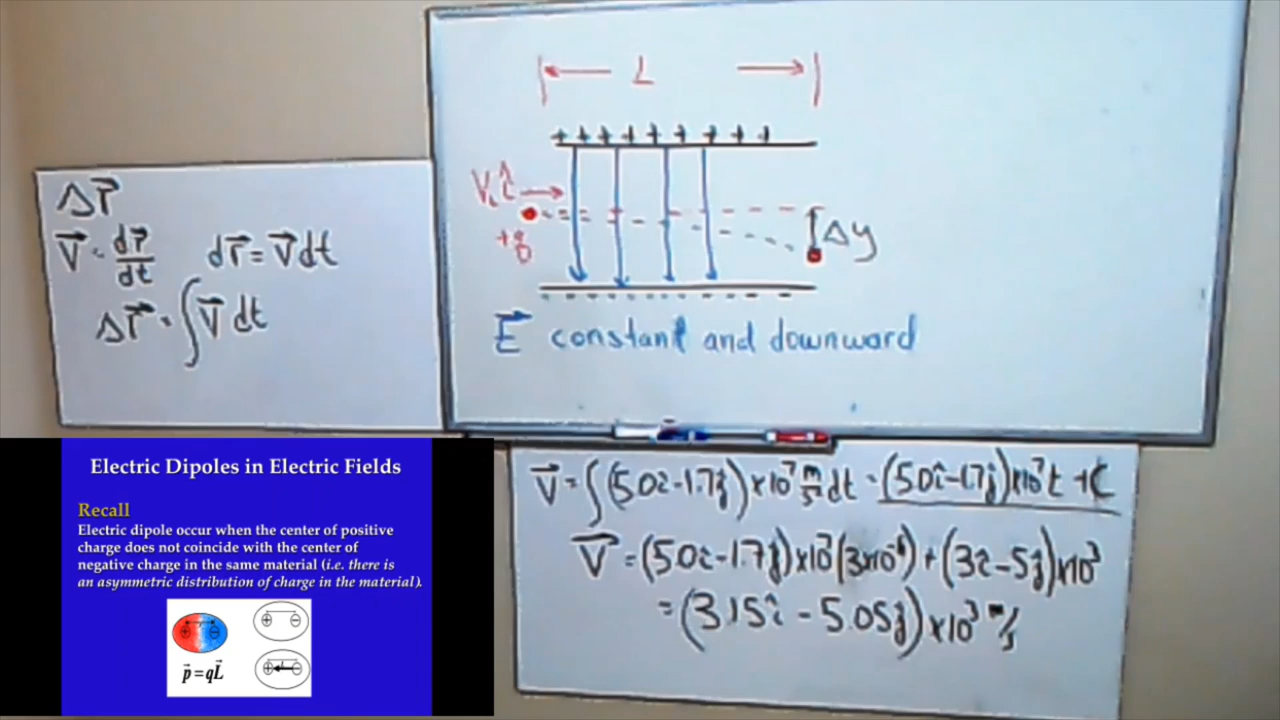 Δr⃗
V⃗ = dr⃗/dt dr⃗ = V⃗dt
Δr⃗ = ∫V⃗ dt
L
+ + + + + + + + +
V₀î
+q
Δy
E⃗ constant and downward
V⃗ = ∫(5.0î-1.7ĵ)×10⁷ m/s² dt = (5.0î-1.7ĵ)×10⁷t + C
V⃗ = (5.0î-1.7ĵ)×10⁷(3×10⁻⁶) + (3î-5ĵ)×10³
= (3.15î - 5.05ĵ)×10³ m/s
Electric Dipoles in Electric Fields
Recall
Electric dipole occur when the center of positive
charge does not coincide with the center of
negative charge in the same material (i.e. there is
an asymmetric distribution of charge in the material).
+ −
+ −
+ −
p⃗ = qL⃗